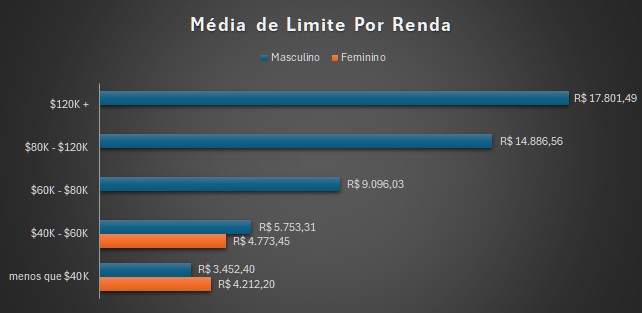 Média de Limite Por Renda
Masculino Feminino
$120K + R$ 17.801,49
$80K - $120K R$ 14.886,56
$60K - $80K R$ 9.096,03
$40K - $60K R$ 5.753,31
R$ 4.773,45
menos que $40K R$ 3.452,40
R$ 4.212,20